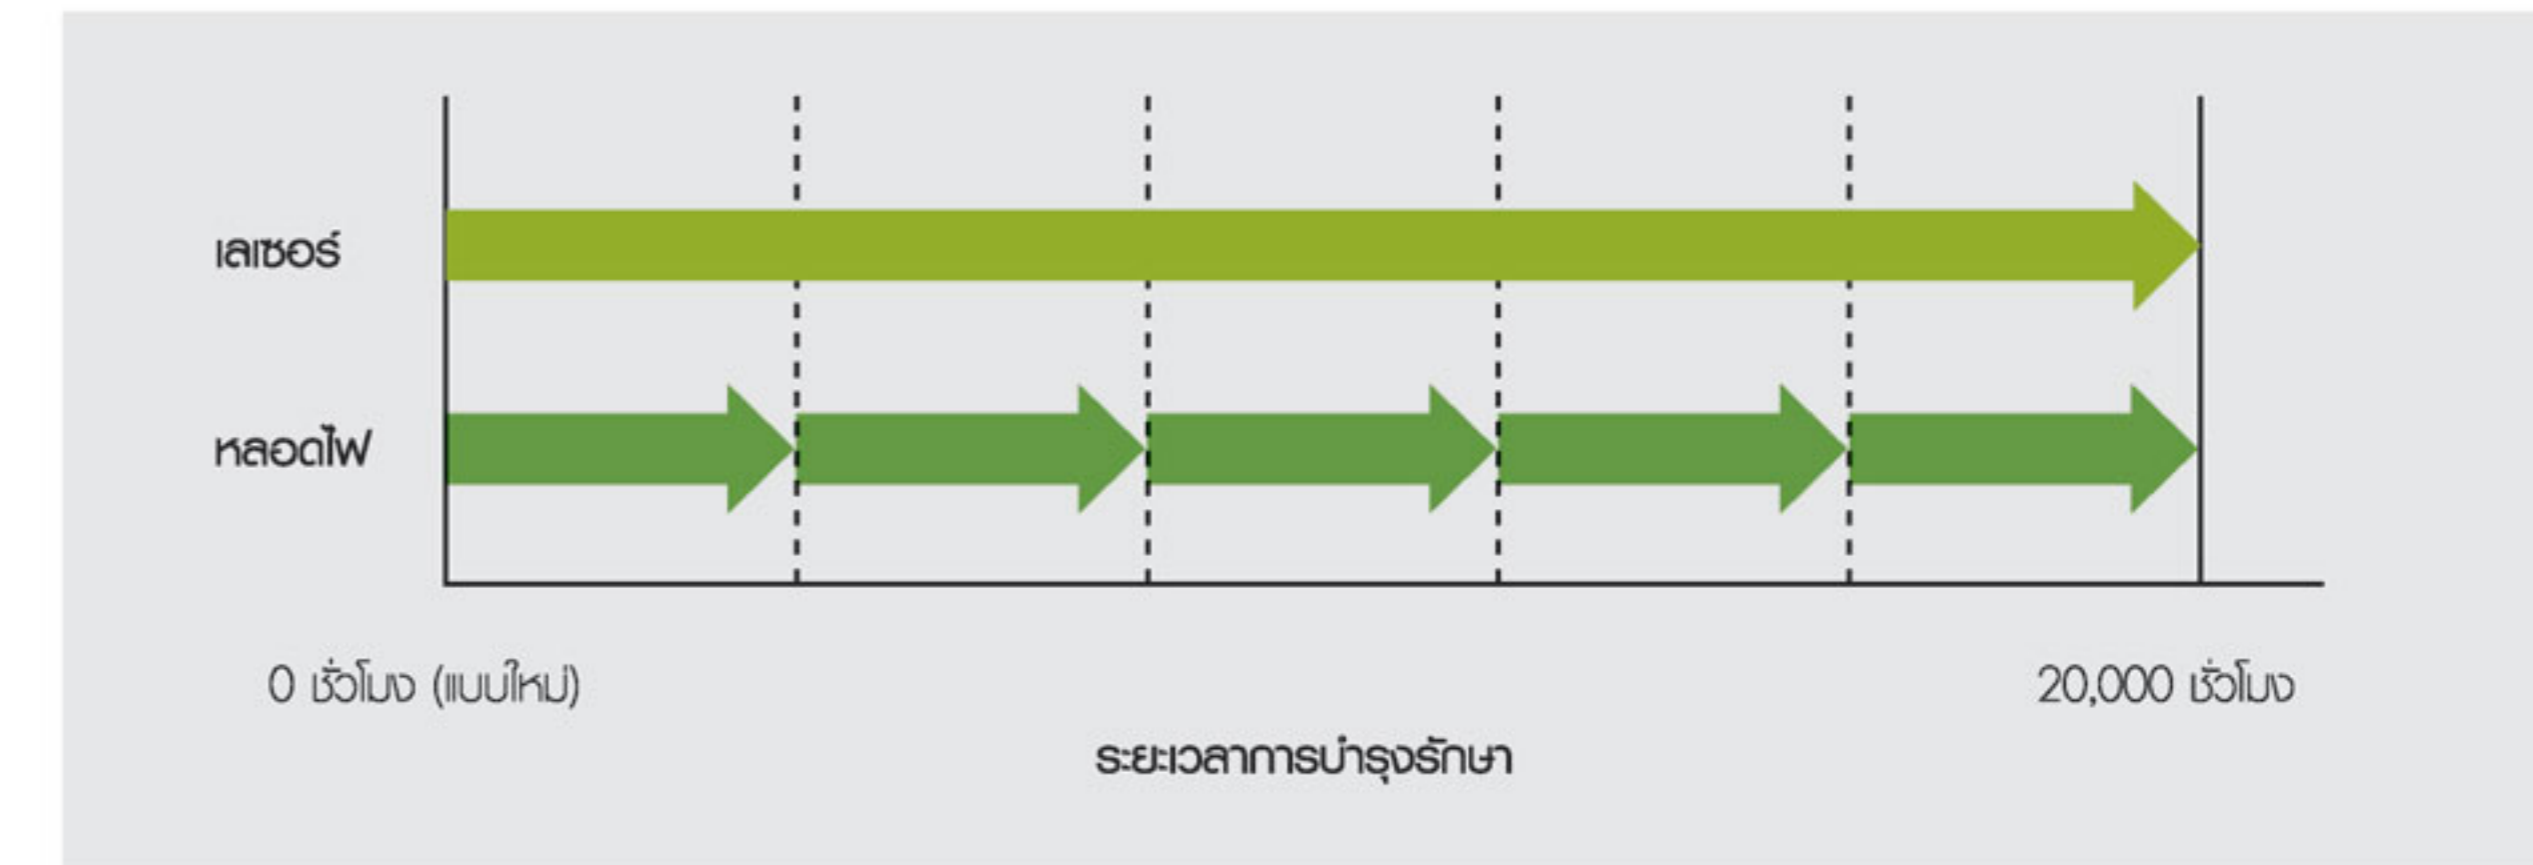 เลเซอร์
หลอดไฟ
0 ชั่วโมง (แบบใหม่)
20,000 ชั่วโมง
ระยะเวลาการบำรุงรักษา